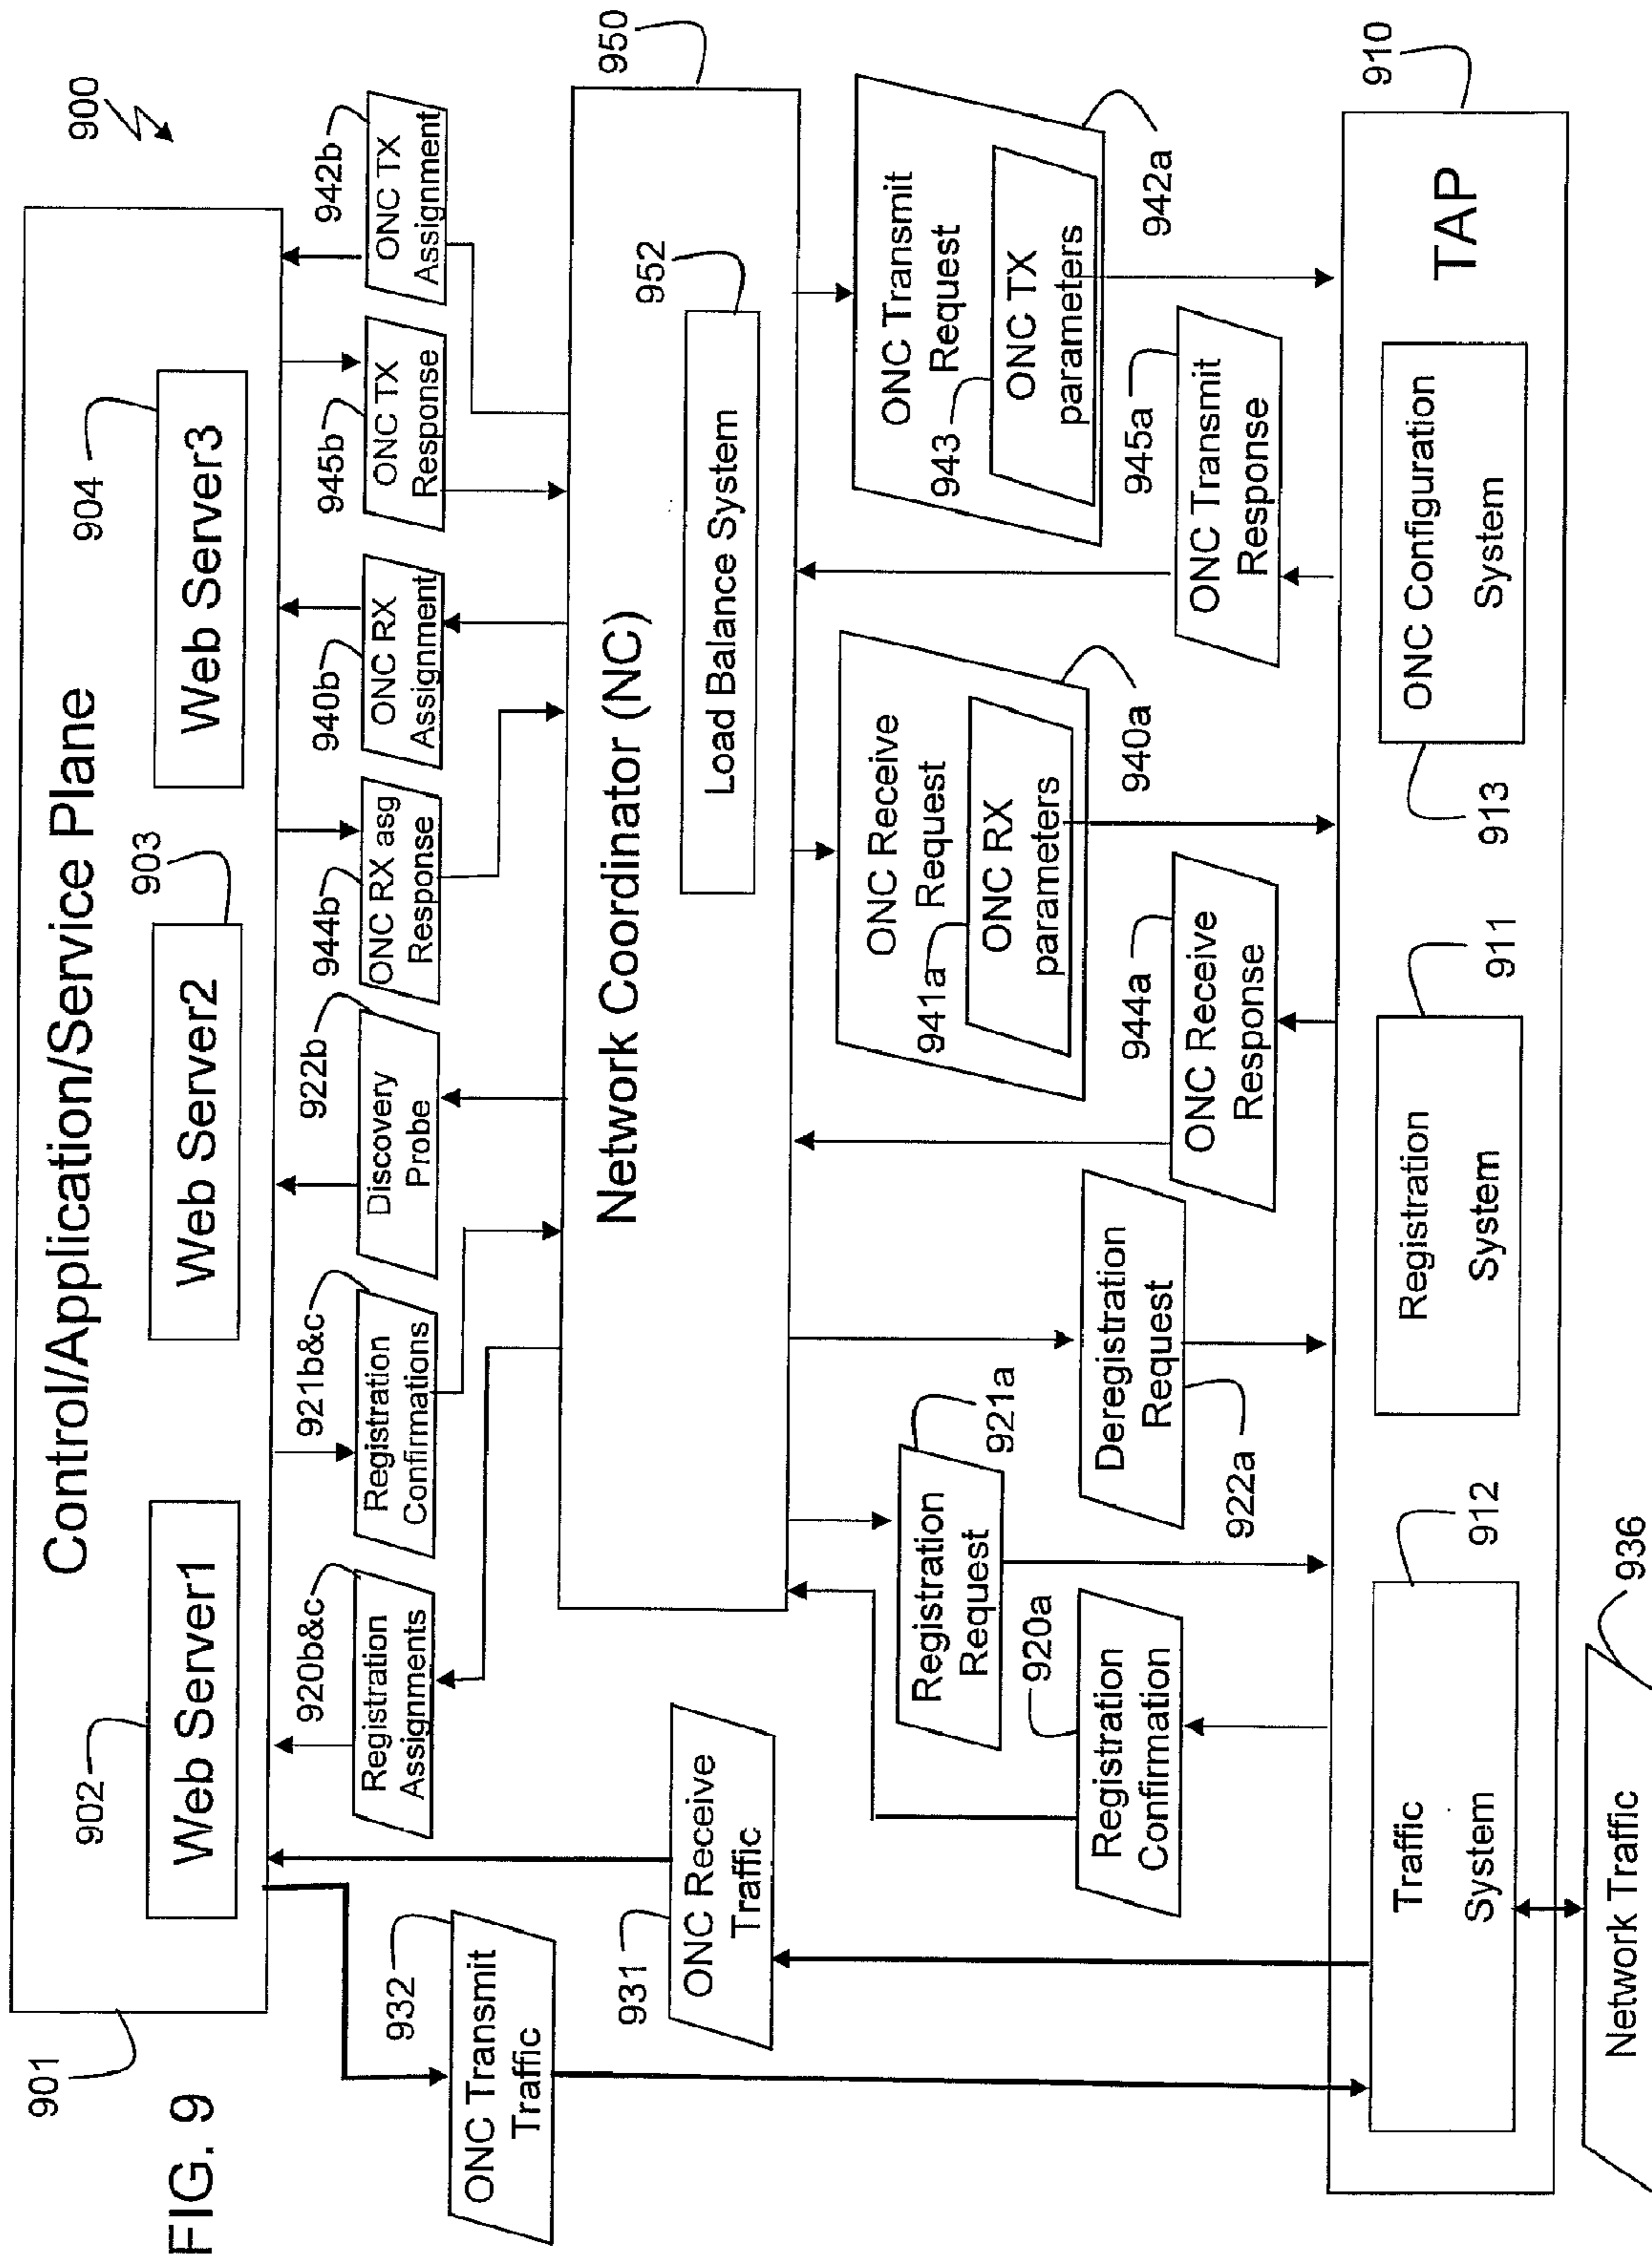 FIG. 9
900
901
Control/Application/Service Plane
902
Web Server1
903
Web Server2
904
Web Server3
932
ONC Transmit
Traffic
931
ONC Receive
Traffic
920b&c
Registration
Assignments
921b&c
Registration
Confirmations
922b
Discovery
Probe
944b
ONC RX asg
Response
940b
ONC RX
Assignment
945b
ONC TX
Response
942b
ONC TX
Assignment
950
Network Coordinator (NC)
952
Load Balance System
920a
Registration
Confirmation
921a
Registration
Request
922a
Deregistration
Request
944a
ONC Receive
Response
940a
ONC Receive
Request
941a
ONC RX
parameters
945a
ONC Transmit
Response
942a
ONC Transmit
Request
943
ONC TX
parameters
910
TAP
912
Traffic
System
911
Registration
System
913
ONC Configuration
System
936
Network Traffic